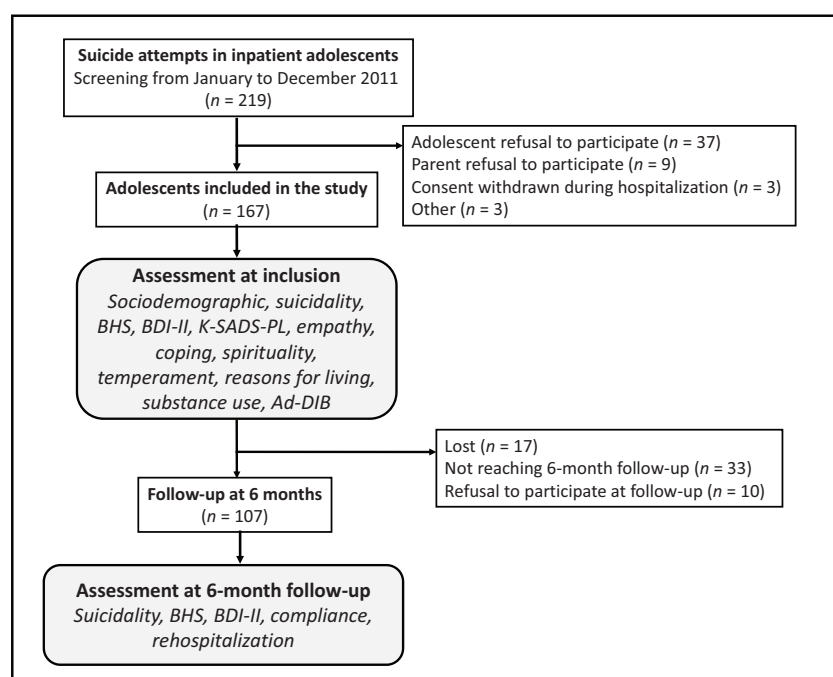 Suicide attempts in inpatient adolescents
Screening from January to December 2011
(n = 219)
Adolescent refusal to participate (n = 37)
Parent refusal to participate (n = 9)
Consent withdrawn during hospitalization (n = 3)
Other (n = 3)
Adolescents included in the study
(n = 167)
Assessment at inclusion
Sociodemographic, suicidality,
BHS, BDI-II, K-SADS-PL, empathy,
coping, spirituality,
temperament, reasons for living,
substance use, Ad-DIB
Lost (n = 17)
Not reaching 6-month follow-up (n = 33)
Refusal to participate at follow-up (n = 10)
Follow-up at 6 months
(n = 107)
Assessment at 6-month follow-up
Suicidality, BHS, BDI-II, compliance,
rehospitalization